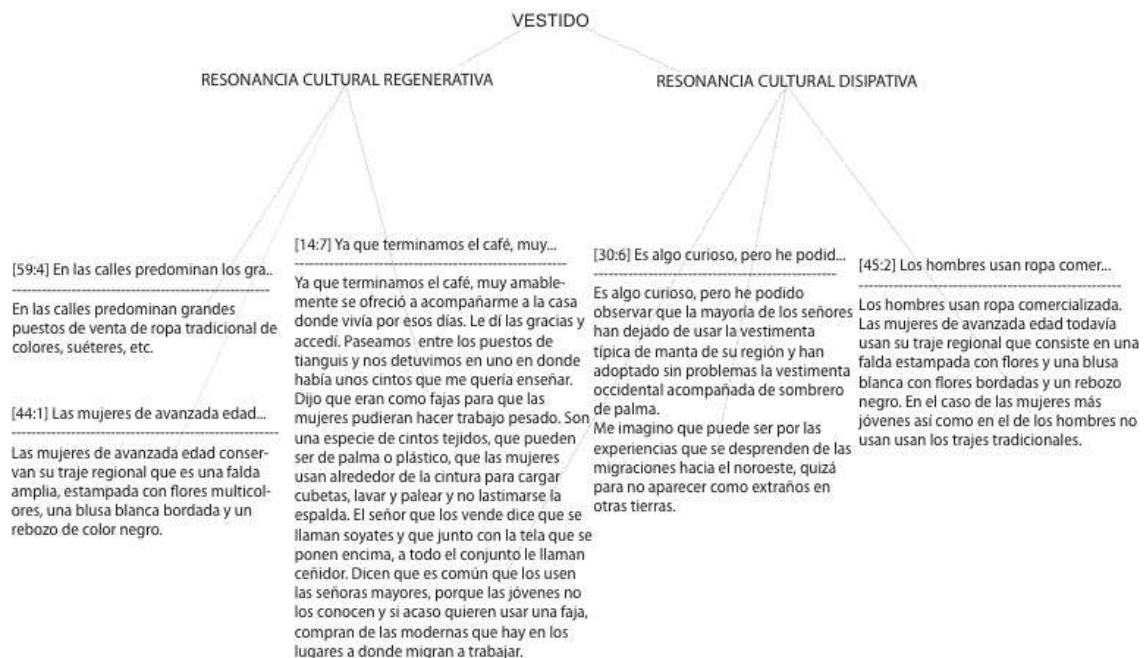 VESTIDO
RESONANCIA CULTURAL REGENERATIVA
RESONANCIA CULTURAL DISIPATIVA
[59:4] En las calles predominan los gra..
En las calles predominan grandes
puestos de venta de ropa tradicional de
colores, suéteres, etc.
[44:1] Las mujeres de avanzada edad...
Las mujeres de avanzada edad conser-
van su traje regional que es una falda
amplia, estampada con flores multicol-
ores, una blusa blanca bordada y un
rebozo de color negro.
[14:7] Ya que terminamos el café, muy...
Ya que terminamos el café, muy amable-
mente se ofreció a acompañarme a la casa
donde vivía por esos días. Le dí las gracias y
accedí. Paseamos entre los puestos de
tianguis y nos detuvimos en uno en donde
había unos cintos que me quería enseñar.
Dijo que eran como fajas para que las
mujeres pudieran hacer trabajo pesado. Son
una especie de cintos tejidos, que pueden
ser de palma o plástico, que las mujeres
usan alrededor de la cintura para cargar
cubetas, lavar y palear y no lastimarse la
espalda. El señor que los vende dice que se
llaman soyates y que junto con la tela que se
ponen encima, a todo el conjunto le llaman
ceñidor. Dicen que es común que los usen
las señoras mayores, porque las jóvenes no
los conocen y si acaso quieren usar una faja,
compran de las modernas que hay en los
lugares a donde migran a trabajar.
[30:6] Es algo curioso, pero he podid...
Es algo curioso, pero he podido
observar que la mayoría de los señores
han dejado de usar la vestimenta
típica de manta de su región y han
adoptado sin problemas la vestimenta
occidental acompañada de sombrero
de palma.
Me imagino que puede ser por las
experiencias que se desprenden de las
migraciones hacia el noroeste, quizá
para no aparecer como extraños en
otras tierras.
[45:2] Los hombres usan ropa comer...
Los hombres usan ropa comercializada.
Las mujeres de avanzada edad todavía
usan su traje regional que consiste en una
falda estampada con flores y una blusa
blanca con flores bordadas y un rebozo
negro. En el caso de las mujeres más
jóvenes así como en el de los hombres no
usan usan los trajes tradicionales.